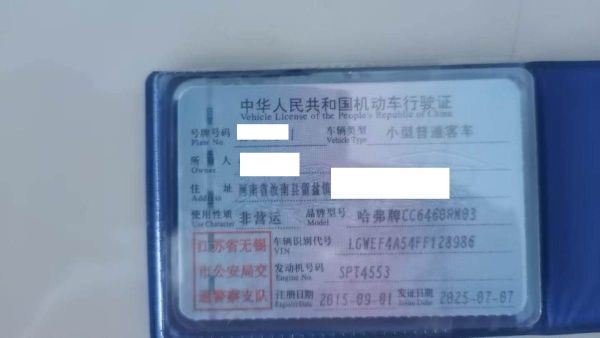 中华人民共和国机动车行驶证
Vehicle License of the People's Republic of China
号牌号码 Plate No. 车辆类型 Vehicle Type 小型普通客车
所有人 Owner
住址 Address 河南省汝南县留盆镇
使用性质 Use Character 非营运 品牌型号 Model 哈弗牌CC6460RM03
江苏省无锡市公安局交通警察支队
车辆识别代号 VIN LGWEF4A54FF128986
发动机号码 Engine No. SPT4553
注册日期 Register Date 2015-09-01 发证日期 Issue Date 2025-07-07